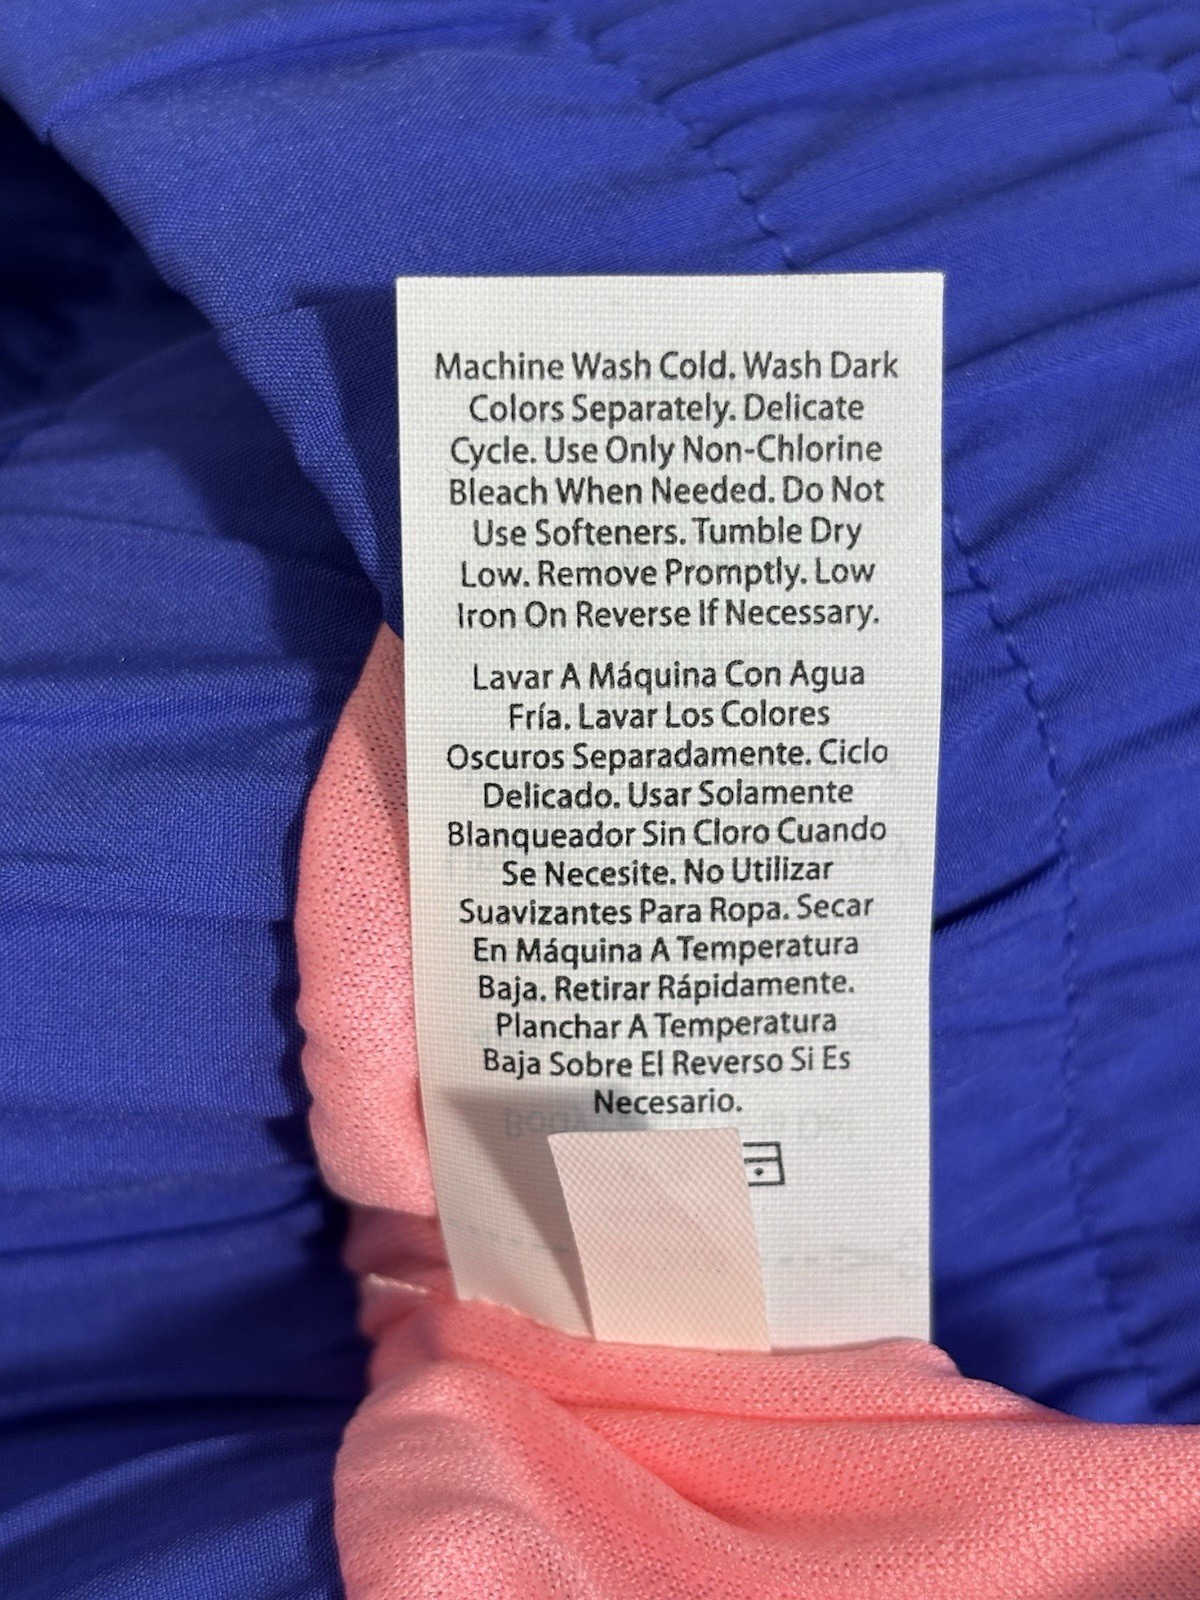 Machine Wash Cold. Wash Dark
Colors Separately. Delicate
Cycle. Use Only Non-Chlorine
Bleach When Needed. Do Not
Use Softeners. Tumble Dry
Low. Remove Promptly. Low
Iron On Reverse If Necessary.
Lavar A Máquina Con Agua
Fría. Lavar Los Colores
Oscuros Separadamente. Ciclo
Delicado. Usar Solamente
Blanqueador Sin Cloro Cuando
Se Necesite. No Utilizar
Suavizantes Para Ropa. Secar
En Máquina A Temperatura
Baja. Retirar Rápidamente.
Planchar A Temperatura
Baja Sobre El Reverso Si Es
Necesario.